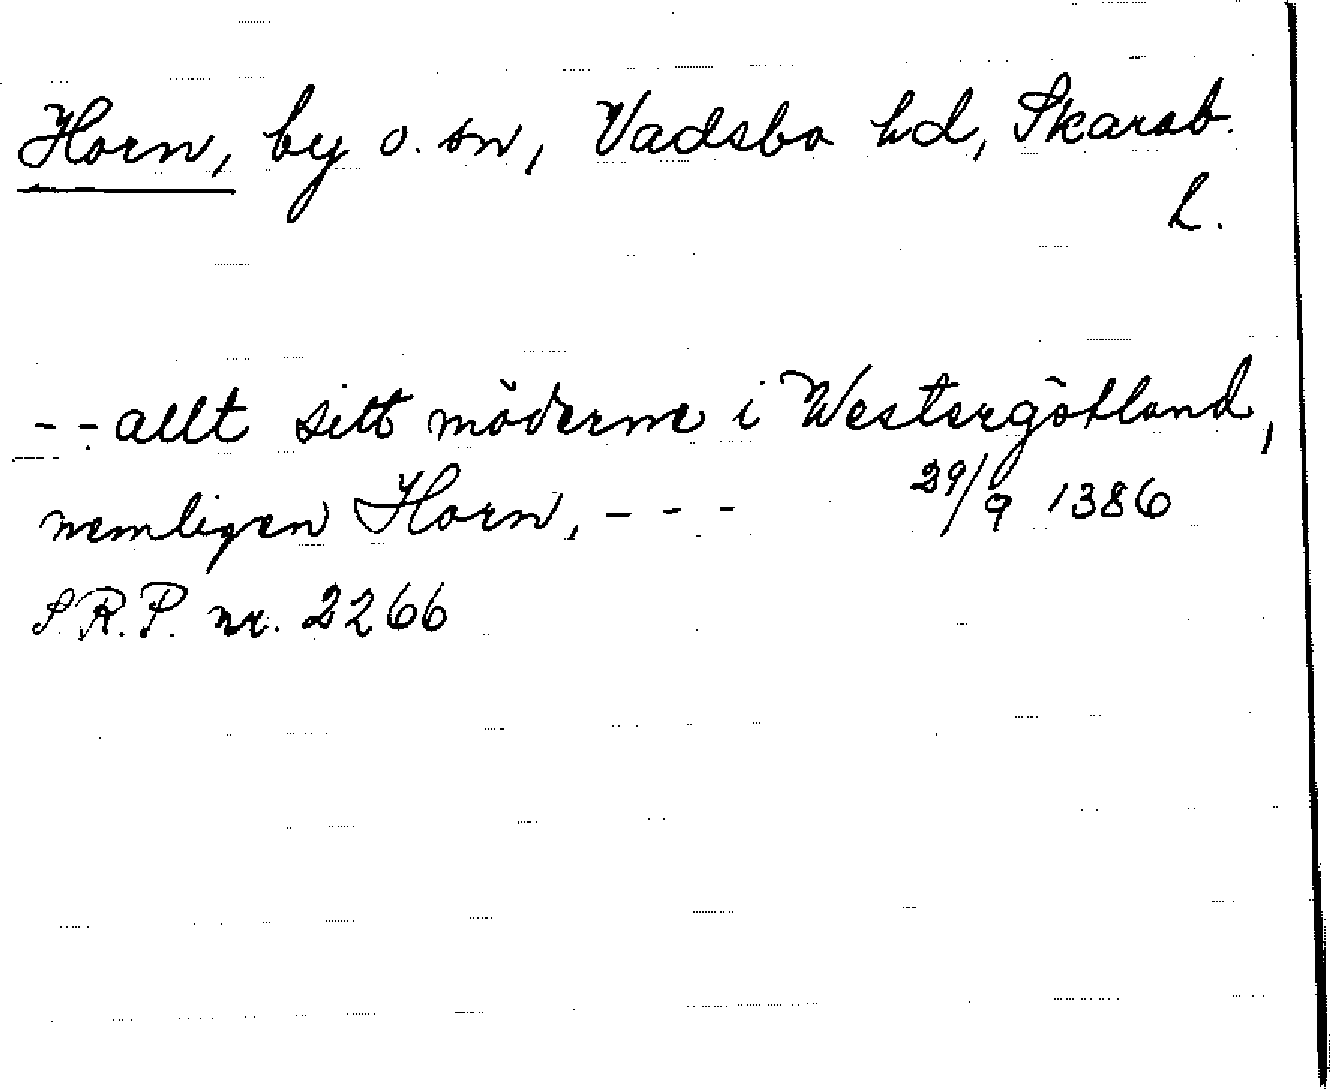 Horn, by o. sn, Vadsbo hd, Skarab.
L.
- - allt sitt möderne i Westergötland,
nemligen Horn, - - - 29/9 1386
S.R.P. nr. 2266